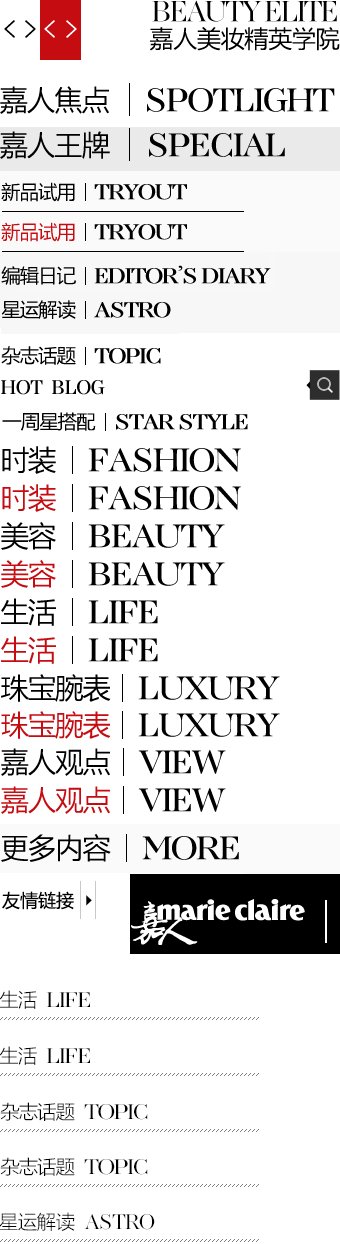 BEAUTY ELITE
嘉人美妆精英学院
嘉人焦点 | SPOTLIGHT
嘉人王牌 | SPECIAL
新品试用 | TRYOUT
新品试用 | TRYOUT
编辑日记 | EDITOR'S DIARY
星运解读 | ASTRO
杂志话题 | TOPIC
HOT BLOG
一周星搭配 | STAR STYLE
时装 | FASHION
时装 | FASHION
美容 | BEAUTY
美容 | BEAUTY
生活 | LIFE
生活 | LIFE
珠宝腕表 | LUXURY
珠宝腕表 | LUXURY
嘉人观点 | VIEW
嘉人观点 | VIEW
更多内容 | MORE
友情链接
嘉人 marie claire
生活 LIFE
生活 LIFE
杂志话题 TOPIC
杂志话题 TOPIC
星运解读 ASTRO